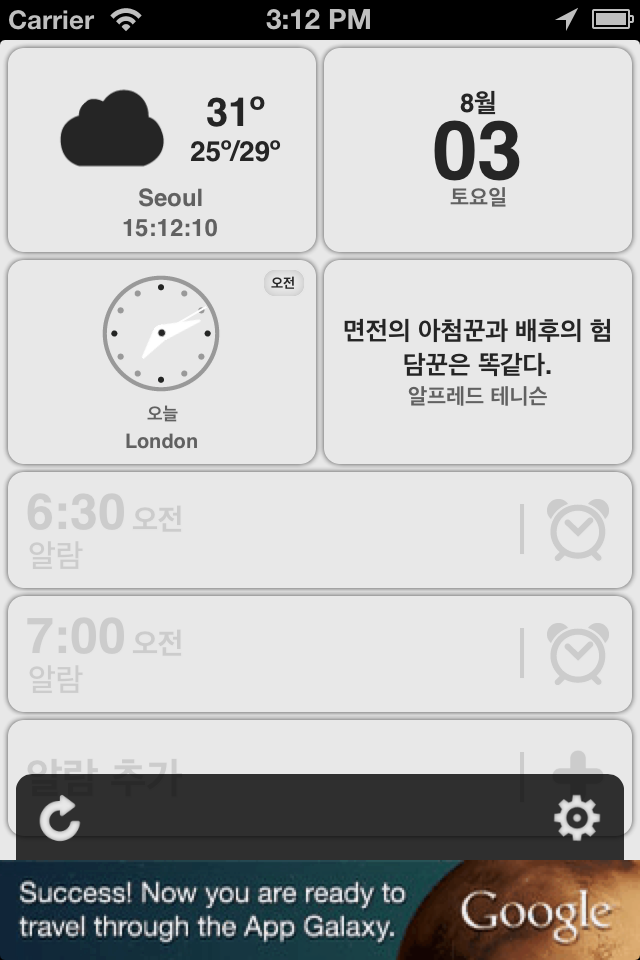 Carrier 3:12 PM
31°
25°/29°
Seoul
15:12:10
8월
03
토요일
오전
오늘
London
면전의 아첨꾼과 배후의 험
담꾼은 똑같다.
알프레드 테니슨
6:30 오전
알람
7:00 오전
알람
알람 추가
Success! Now you are ready to
travel through the App Galaxy.
Google